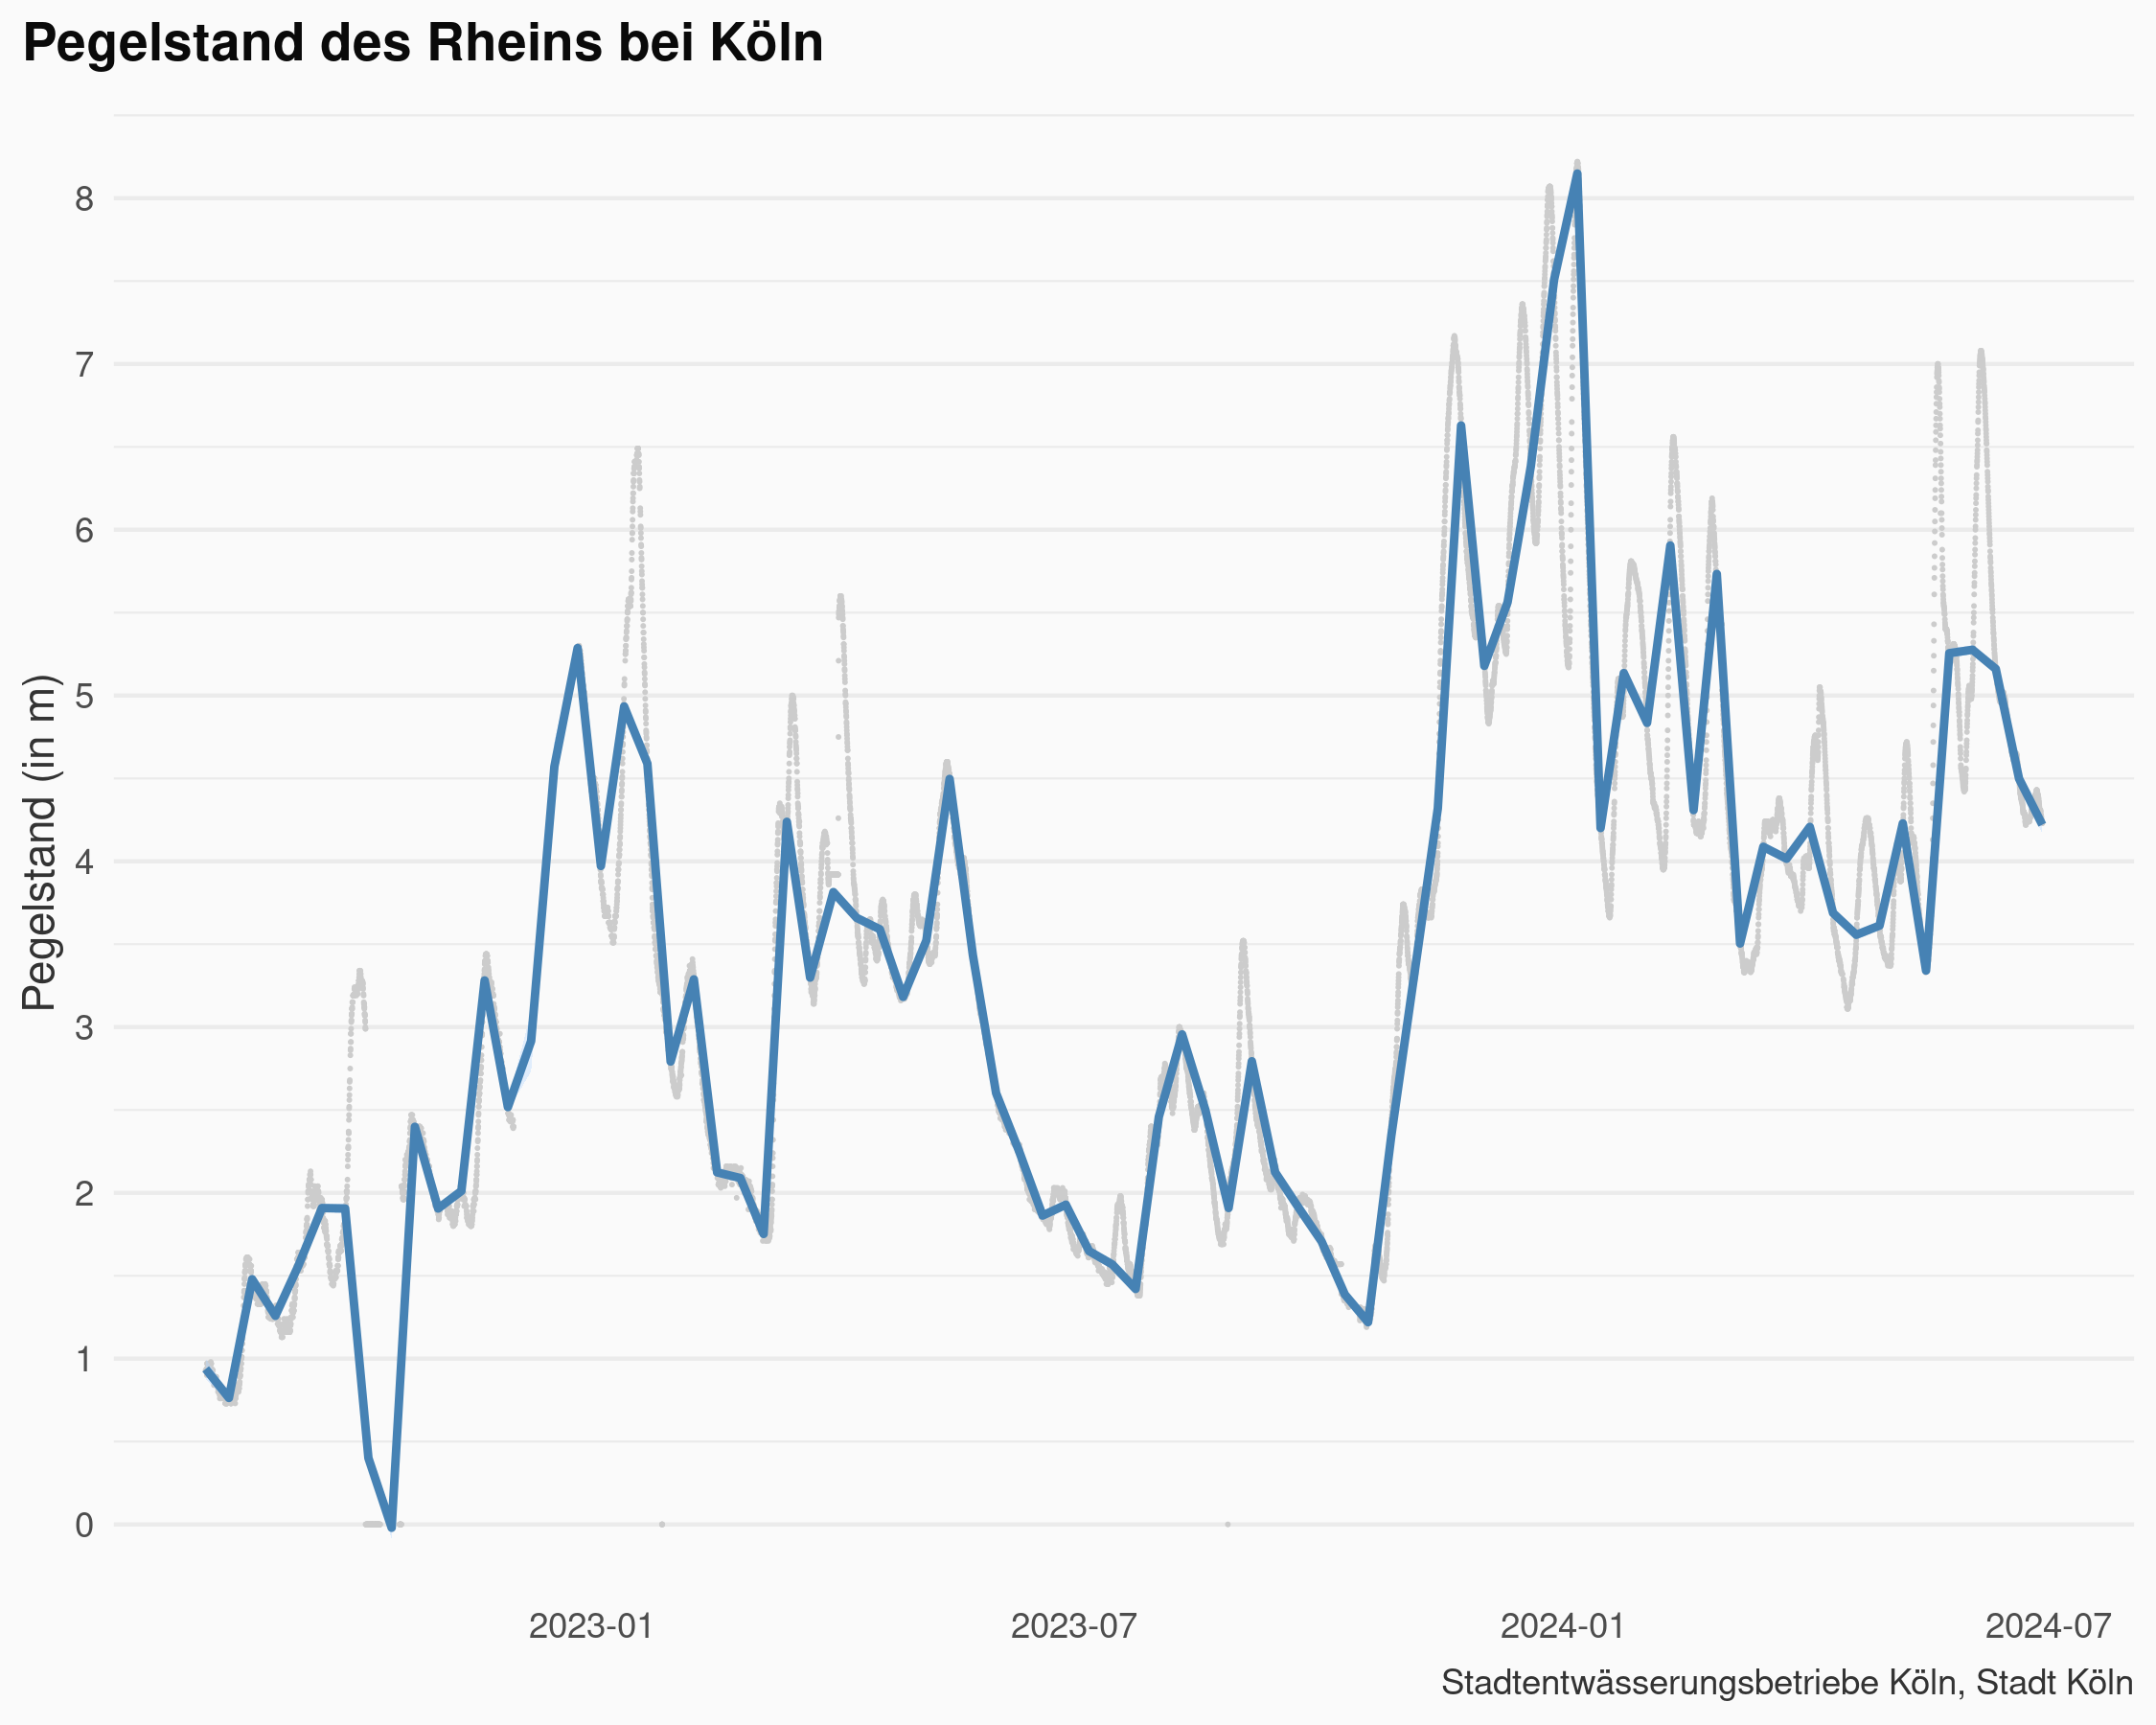 Pegelstand des Rheins bei Köln
Pegelstand (in m)
8
7
6
5
4
3
2
1
0
2023-01 2023-07 2024-01 2024-07
Stadtentwässerungsbetriebe Köln, Stadt Köln